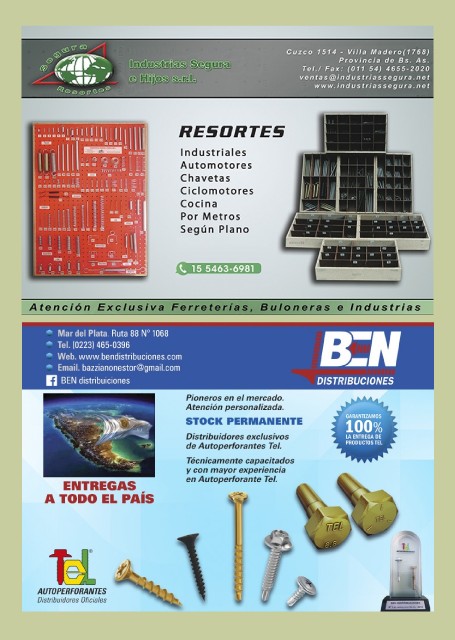 Segura
Resortes
Industrias Segura
e Hijos s.r.l.
Cuzco 1514 - Villa Madero(1768)
Provincia de Bs. As.
Tel./ Fax: (011 54) 4655-2020
ventas@industriassegura.net
www.industriassegura.net
RESORTES
Industriales
Automotores
Chavetas
Ciclomotores
Cocina
Por Metros
Según Plano
15 5463-6981
Atención Exclusiva Ferreterías, Buloneras e Industrias
Mar del Plata. Ruta 88 Nº 1068
Tel. (0223) 465-0396
Web. www.bendistribuciones.com
Email. bazzianonestor@gmail.com
BEN distribuciones
BEN
DISTRIBUCIONES
Pioneros en el mercado.
Atención personalizada.
STOCK PERMANENTE
Distribuidores exclusivos
de Autoperforantes Tel.
Técnicamente capacitados
y con mayor experiencia
en Autoperforante Tel.
GARANTIZAMOS
100%
LA ENTREGA DE
PRODUCTOS TEL
ENTREGAS
A TODO EL PAÍS
TEL
TEL
AUTOPERFORANTES
Distribuidores Oficiales